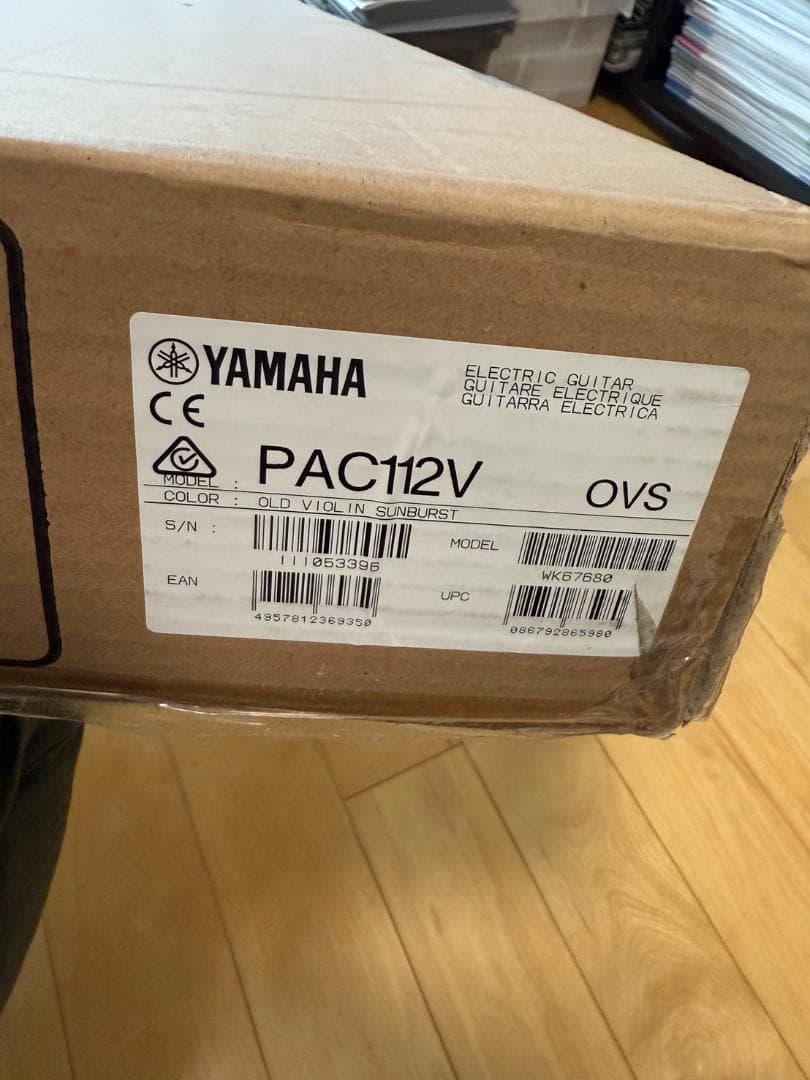 YAMAHA
ELECTRIC GUITAR
GUITARE ELECTRIQUE
GUITARRA ELECTRICA
CE
MODEL : PAC112V OVS
COLOR : OLD VIOLIN SUNBURST
S/N : III053396
MODEL WK67680
EAN 4957812369350
UPC 086792865980